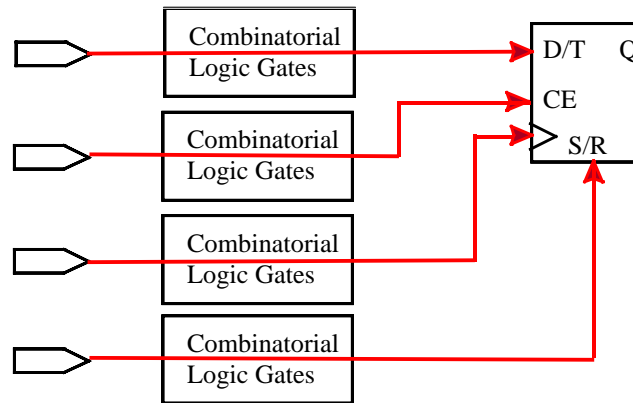 Combinatorial
Logic Gates
D/T Q
CE
S/R
Combinatorial
Logic Gates
Combinatorial
Logic Gates
Combinatorial
Logic Gates